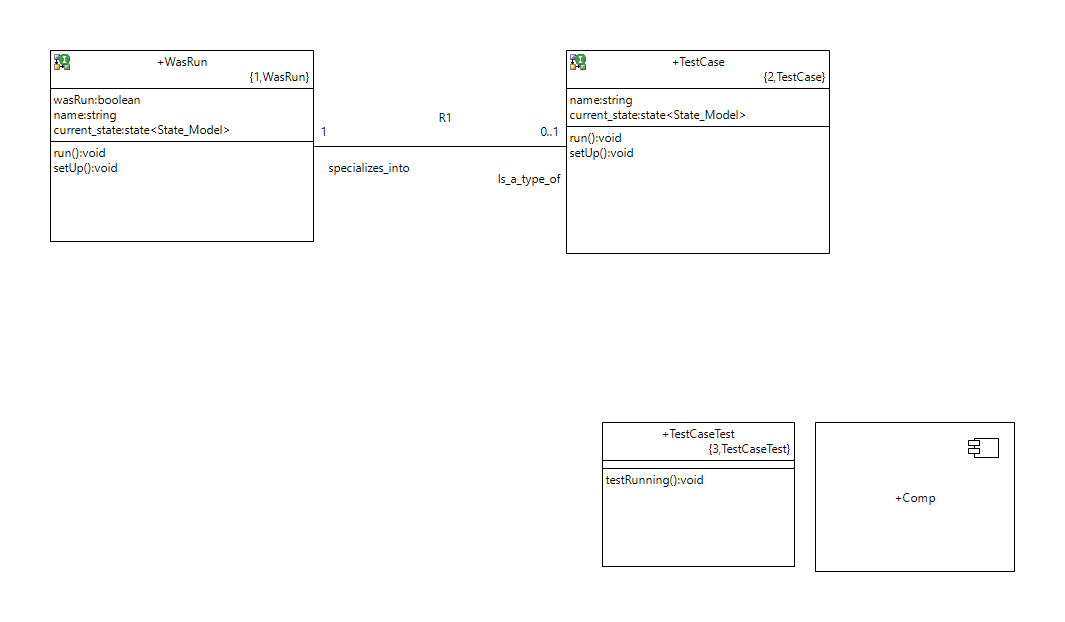 +WasRun
{1,WasRun}
wasRun:boolean
name:string
current_state:state<State_Model>
run():void
setUp():void
R1
1
0..1
specializes_into
Is_a_type_of
+TestCase
{2,TestCase}
name:string
current_state:state<State_Model>
run():void
setUp():void
+TestCaseTest
{3,TestCaseTest}
testRunning():void
+Comp